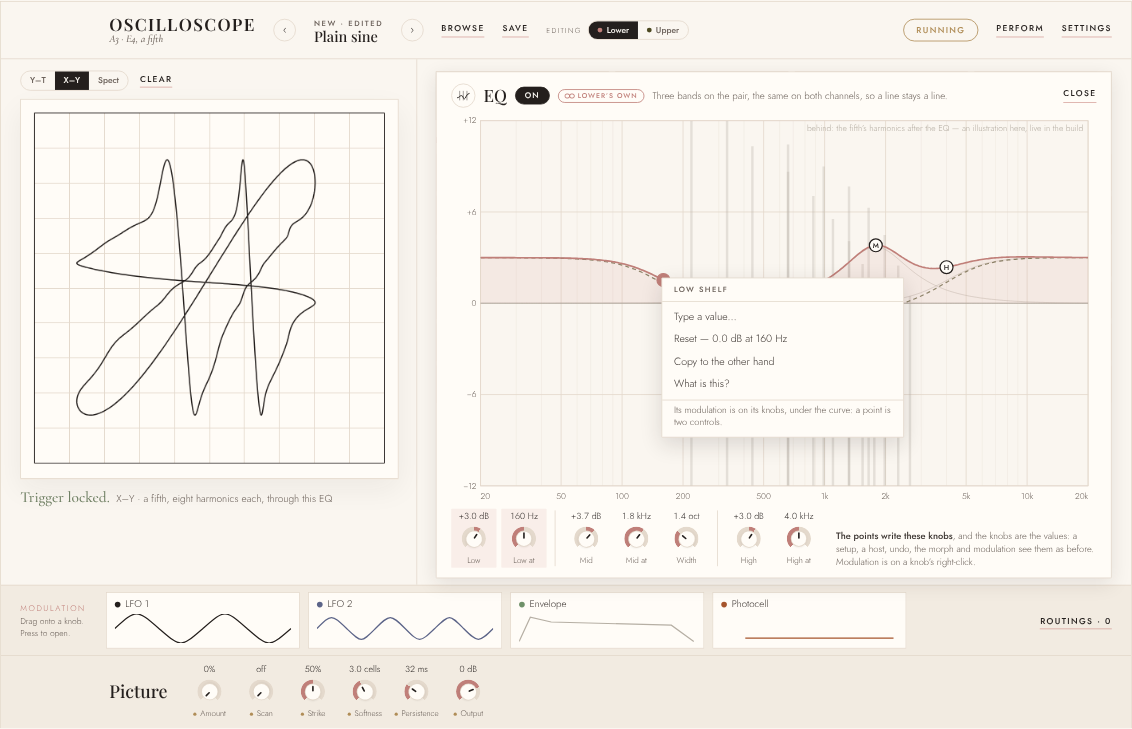 OSCILLOSCOPE
A3 · E4, a fifth
‹
NEW · EDITED
Plain sine
›
BROWSE
SAVE
EDITING
Lower
Upper
RUNNING
PERFORM
SETTINGS
Y–T
X–Y
Spect
CLEAR
EQ
ON
LOWER'S OWN
Three bands on the pair, the same on both channels, so a line stays a line.
CLOSE
+12
behind: the fifth's harmonics after the EQ — an illustration here, live in the build
+6
M
H
0
LOW SHELF
Type a value…
Reset — 0.0 dB at 160 Hz
Copy to the other hand
What is this?
Its modulation is on its knobs, under the curve: a point is
two controls.
−6
−12
20 50 100 200 500 1k 2k 5k 10k 20k
Trigger locked. X–Y · a fifth, eight harmonics each, through this EQ
+3.0 dB 160 Hz +3.7 dB 1.8 kHz 1.4 oct +3.0 dB 4.0 kHz
Low Low at Mid Mid at Width High High at
The points write these knobs, and the knobs are the values: a
setup, a host, undo, the morph and modulation see them as before.
Modulation is on a knob's right-click.
MODULATION
Drag onto a knob.
Press to open.
LFO 1
LFO 2
Envelope
Photocell
ROUTINGS · 0
Picture
0% off 50% 3.0 cells 32 ms 0 dB
Amount Scan Strike Softness Persistence Output